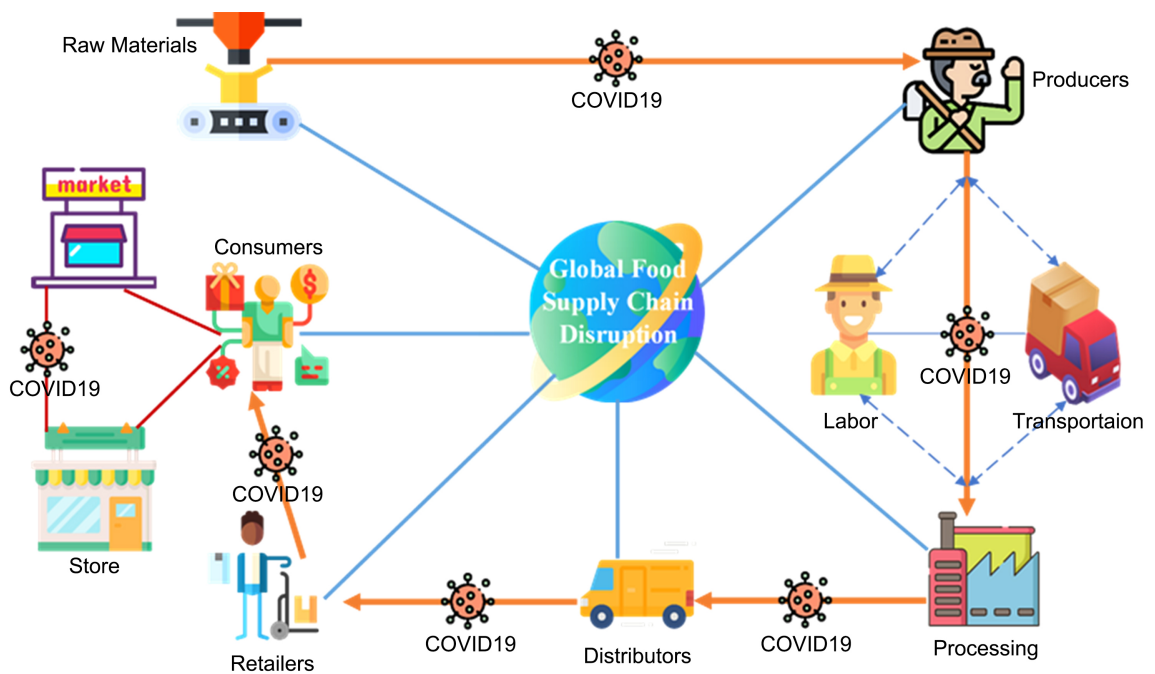 Raw Materials
COVID19
Producers
market
Consumers
$
Global Food
Supply Chain
Disruption
COVID19
COVID19
Labor
Transportaion
%
COVID19
Store
Retailers
COVID19
Distributors
COVID19
Processing